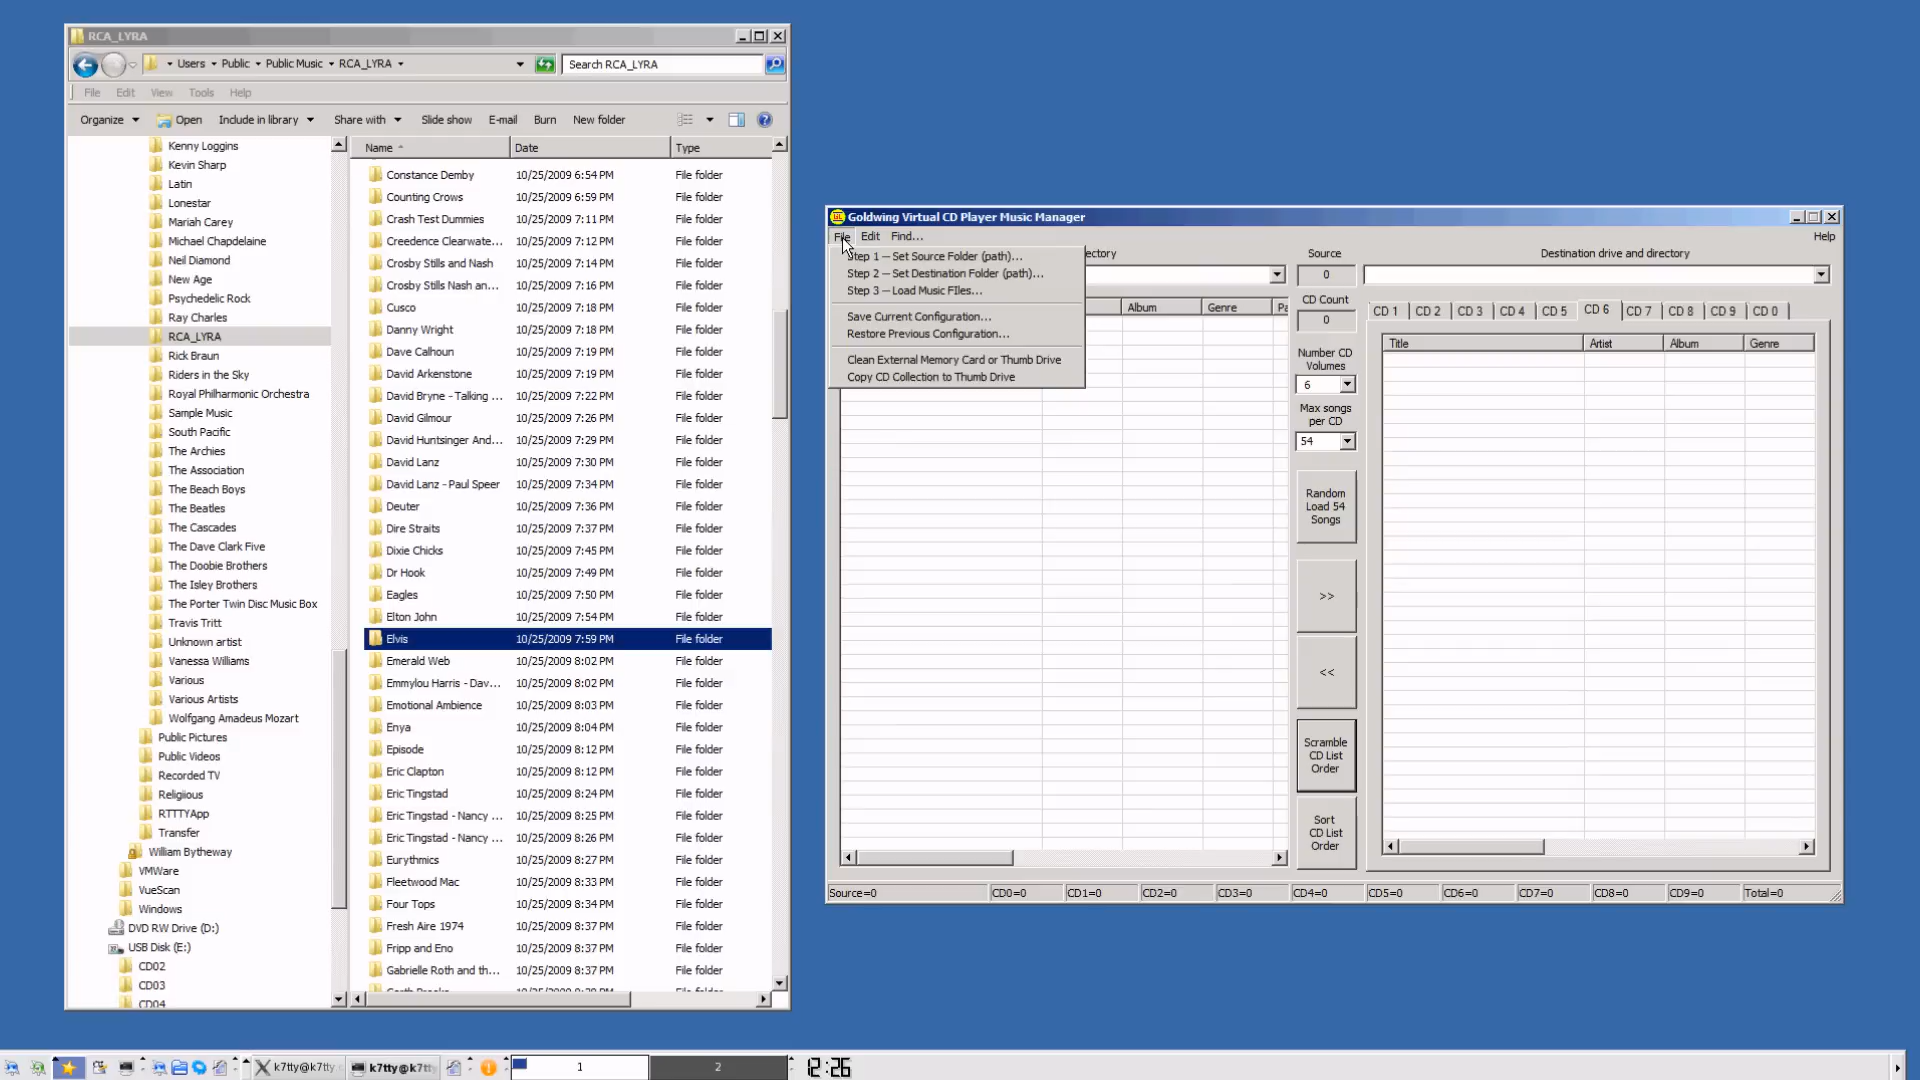 RCA_LYRA
Users Public Public Music RCA_LYRA
Search RCA_LYRA
File Edit View Tools Help
Organize Open Include in library Share with Slide show E-mail Burn New folder
Kenny Loggins
Kevin Sharp
Latin
Lonestar
Mariah Carey
Michael Chapdelaine
Neil Diamond
New Age
Psychedelic Rock
Ray Charles
RCA_LYRA
Rick Braun
Riders in the Sky
Royal Philharmonic Orchestra
Sample Music
South Pacific
The Archies
The Association
The Beach Boys
The Beatles
The Cascades
The Dave Clark Five
The Doobie Brothers
The Isley Brothers
The Porter Twin Disc Music Box
Travis Tritt
Unknown artist
Vanessa Williams
Various
Various Artists
Wolfgang Amadeus Mozart
Public Pictures
Public Videos
Recorded TV
Religious
RTTTYApp
Transfer
William Bytheway
VMWare
VueScan
Windows
DVD RW Drive (D:)
USB Disk (E:)
CD02
CD03
CD04
Name Date Type
Constance Demby 10/25/2009 6:54 PM File folder
Counting Crows 10/25/2009 6:59 PM File folder
Crash Test Dummies 10/25/2009 7:11 PM File folder
Creedence Clearwate... 10/25/2009 7:12 PM File folder
Crosby Stills and Nash 10/25/2009 7:13 PM File folder
Crosby Stills Nash an... 10/25/2009 7:15 PM File folder
Cusco 10/25/2009 7:18 PM File folder
Danny Wright 10/25/2009 7:18 PM File folder
Dave Calhoun 10/25/2009 7:19 PM File folder
David Arkenstone 10/25/2009 7:19 PM File folder
David Bryne - Talking ... 10/25/2009 7:22 PM File folder
David Gilmour 10/25/2009 7:26 PM File folder
David Huntsinger And... 10/25/2009 7:29 PM File folder
David Lanz 10/25/2009 7:30 PM File folder
David Lanz - Paul Speer 10/25/2009 7:34 PM File folder
Deuter 10/25/2009 7:36 PM File folder
Dire Straits 10/25/2009 7:37 PM File folder
Dixie Chicks 10/25/2009 7:45 PM File folder
Dr Hook 10/25/2009 7:49 PM File folder
Eagles 10/25/2009 7:50 PM File folder
Elton John 10/25/2009 7:54 PM File folder
Elvis 10/25/2009 7:59 PM File folder
Emerald Web 10/25/2009 8:02 PM File folder
Emmylou Harris - Dav... 10/25/2009 8:02 PM File folder
Emotional Ambience 10/25/2009 8:03 PM File folder
Enya 10/25/2009 8:04 PM File folder
Episode 10/25/2009 8:12 PM File folder
Eric Clapton 10/25/2009 8:12 PM File folder
Eric Tingstad 10/25/2009 8:24 PM File folder
Eric Tingstad - Nancy ... 10/25/2009 8:25 PM File folder
Eric Tingstad - Nancy ... 10/25/2009 8:26 PM File folder
Eurythmics 10/25/2009 8:27 PM File folder
Fleetwood Mac 10/25/2009 8:33 PM File folder
Four Tops 10/25/2009 8:34 PM File folder
Fresh Aire 1974 10/25/2009 8:37 PM File folder
Fripp and Eno 10/25/2009 8:37 PM File folder
Gabrielle Roth and th... 10/25/2009 8:37 PM File folder
Goldwing Virtual CD Player Music Manager
File Edit Find... Help
Step 1 -- Set Source Folder (path)...
Step 2 -- Set Destination Folder (path)...
Step 3 -- Load Music FIles...
Save Current Configuration...
Restore Previous Configuration...
Clean External Memory Card or Thumb Drive
Copy CD Collection to Thumb Drive
ectory
Album Genre Pa
Source
0
CD Count
0
Number CD
Volumes
6
Max songs
per CD
54
Random
Load 54
Songs
>>
<<
Scramble
CD List
Order
Sort
CD List
Order
Destination drive and directory
CD 1 CD 2 CD 3 CD 4 CD 5 CD 6 CD 7 CD 8 CD 9 CD 0
Title Artist Album Genre
Source=0 CD0=0 CD1=0 CD2=0 CD3=0 CD4=0 CD5=0 CD6=0 CD7=0 CD8=0 CD9=0 Total=0
k7tty@k7tty k7tty@k7tt 1 2 12:26